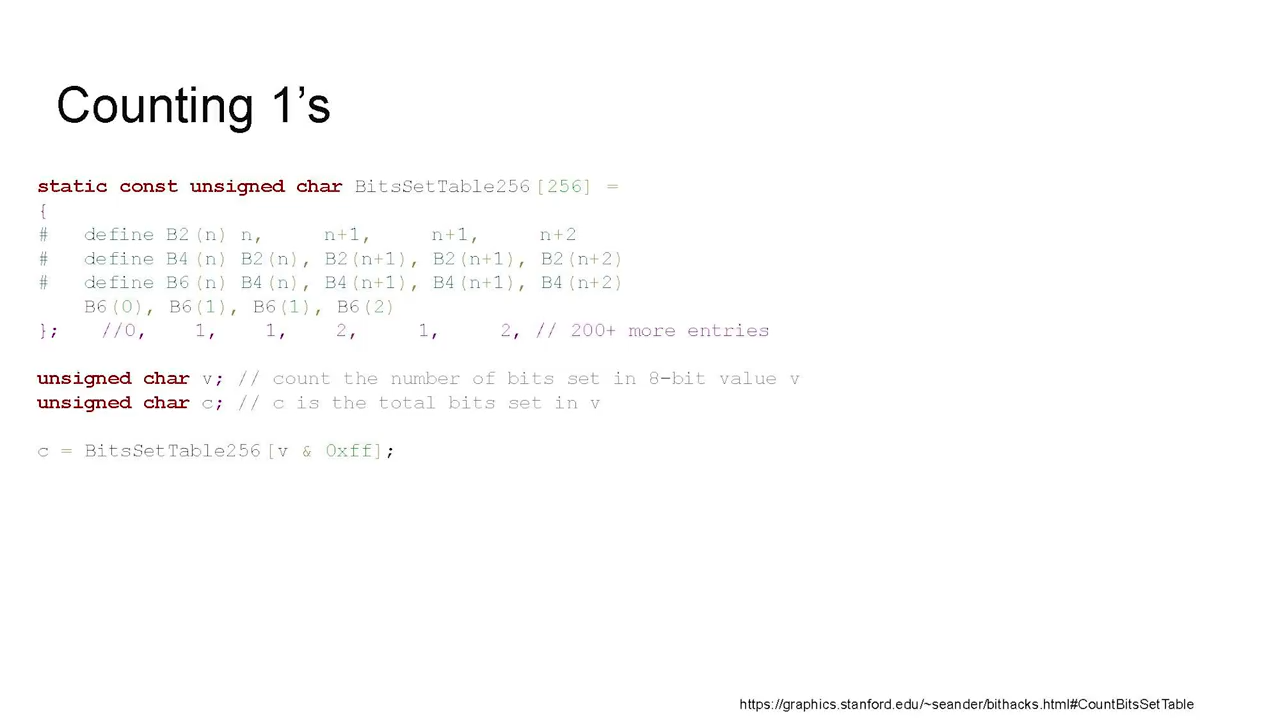 Counting 1’s
static const unsigned char BitsSetTable256[256] =
{
#   define B2(n) n,     n+1,     n+1,     n+2
#   define B4(n) B2(n), B2(n+1), B2(n+1), B2(n+2)
#   define B6(n) B4(n), B4(n+1), B4(n+1), B4(n+2)
    B6(0), B6(1), B6(1), B6(2)
};   //0,    1,    1,    2,     1,      2, // 200+ more entries
unsigned char v; // count the number of bits set in 8-bit value v
unsigned char c; // c is the total bits set in v
c = BitsSetTable256[v & 0xff];
https://graphics.stanford.edu/~seander/bithacks.html#CountBitsSetTable